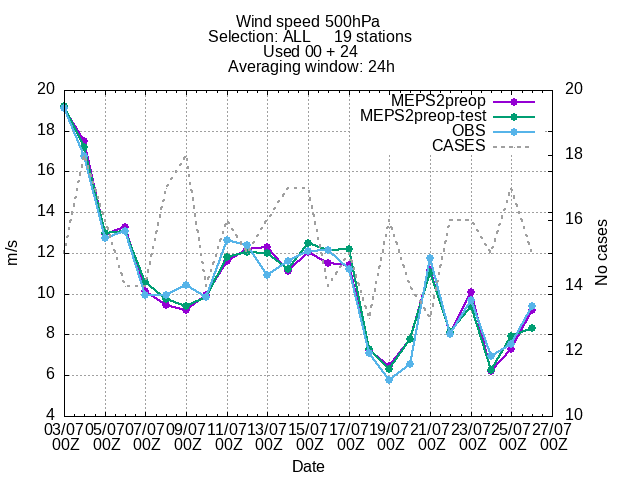 Wind speed 500hPa
Selection: ALL 19 stations
Used 00 + 24
Averaging window: 24h
MEPS2preop
MEPS2preop-test
OBS
CASES
20
18
16
14
12
10
8
6
4
m/s
20
18
16
14
12
10
No cases
03/07 05/07 07/07 09/07 11/07 13/07 15/07 17/07 19/07 21/07 23/07 25/07 27/07
00Z 00Z 00Z 00Z 00Z 00Z 00Z 00Z 00Z 00Z 00Z 00Z 00Z
Date